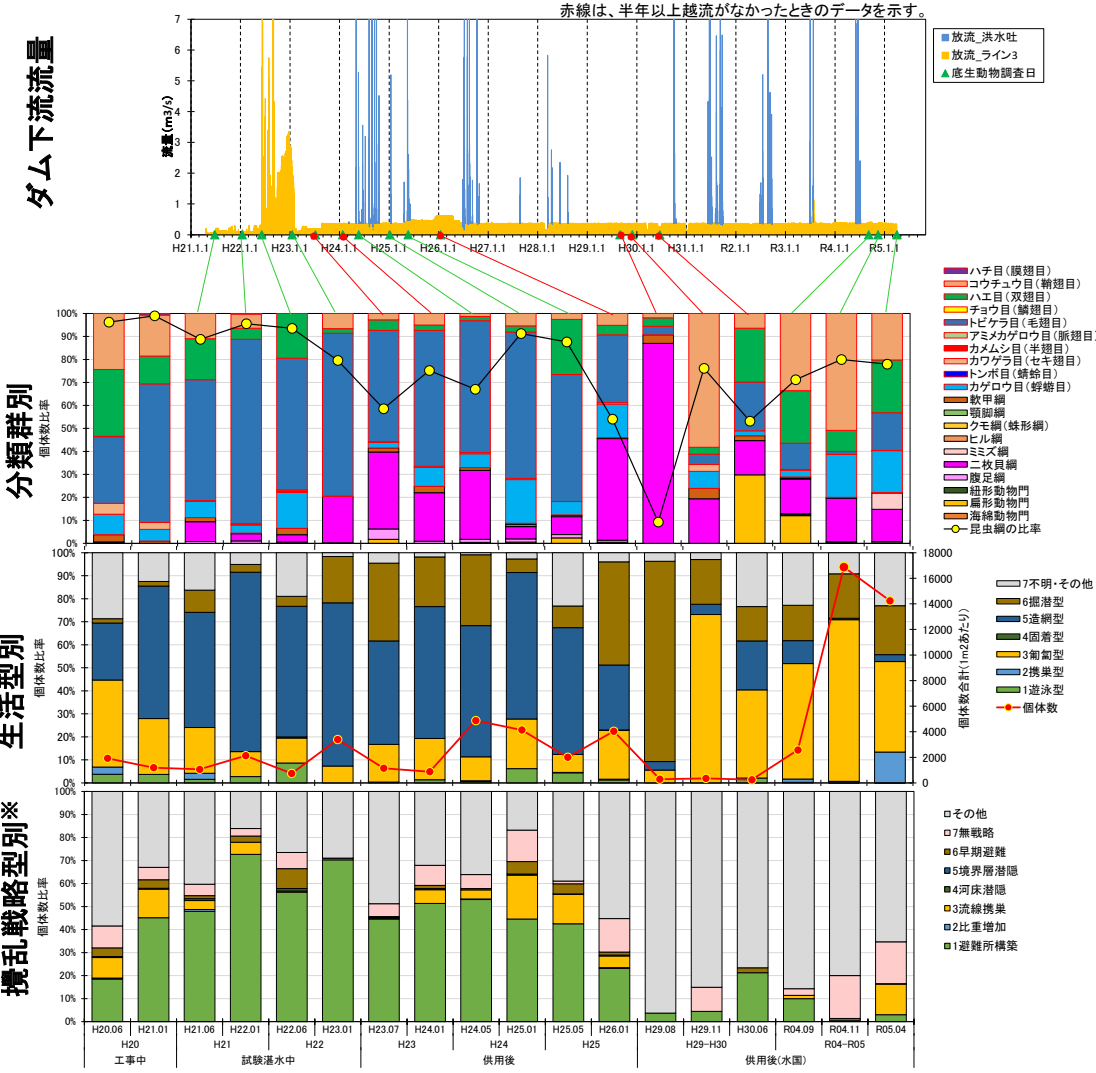 赤線は、半年以上越流がなかったときのデータを示す。
ダム下流流量
流量(m3/s)
7
6
5
4
3
2
1
0
H21.1.1 H22.1.1 H23.1.1 H24.1.1 H25.1.1 H26.1.1 H27.1.1 H28.1.1 H29.1.1 H30.1.1 H31.1.1 R2.1.1 R3.1.1 R4.1.1 R5.1.1
放流_洪水吐
放流_ライン3
底生動物調査日
分類群別
個体数比率
100%
90%
80%
70%
60%
50%
40%
30%
20%
10%
0%
ハチ目(膜翅目)
コウチュウ目(鞘翅目)
ハエ目(双翅目)
チョウ目(鱗翅目)
トビケラ目(毛翅目)
アミメカゲロウ目(脈翅目)
カメムシ目(半翅目)
カワゲラ目(セキ翅目)
トンボ目(蜻蛉目)
カゲロウ目(蜉蝣目)
軟甲綱
顎脚綱
クモ綱(蛛形綱)
ヒル綱
ミミズ綱
二枚貝綱
腹足綱
紐形動物門
扁形動物門
海綿動物門
昆虫綱の比率
生活型別
個体数比率
100%
90%
80%
70%
60%
50%
40%
30%
20%
10%
0%
18000
16000
14000
12000
10000
8000
6000
4000
2000
0
個体数合計(1m2あたり)
7不明・その他
6掘潜型
5造網型
4固着型
3匍匐型
2携巣型
1遊泳型
個体数
攪乱戦略型別※
個体数比率
100%
90%
80%
70%
60%
50%
40%
30%
20%
10%
0%
その他
7無戦略
6早期避難
5境界層潜隠
4河床潜隠
3流線携巣
2比重増加
1避難所構築
H20.06 H21.01 H21.06 H22.01 H22.06 H23.01 H23.07 H24.01 H24.05 H25.01 H25.05 H26.01 H29.08 H29.11 H30.06 R04.09 R04.11 R05.04
H20 H21 H22 H23 H24 H25 H29-H30 R04-R05
工事中 試験湛水中 供用後 供用後(水国)